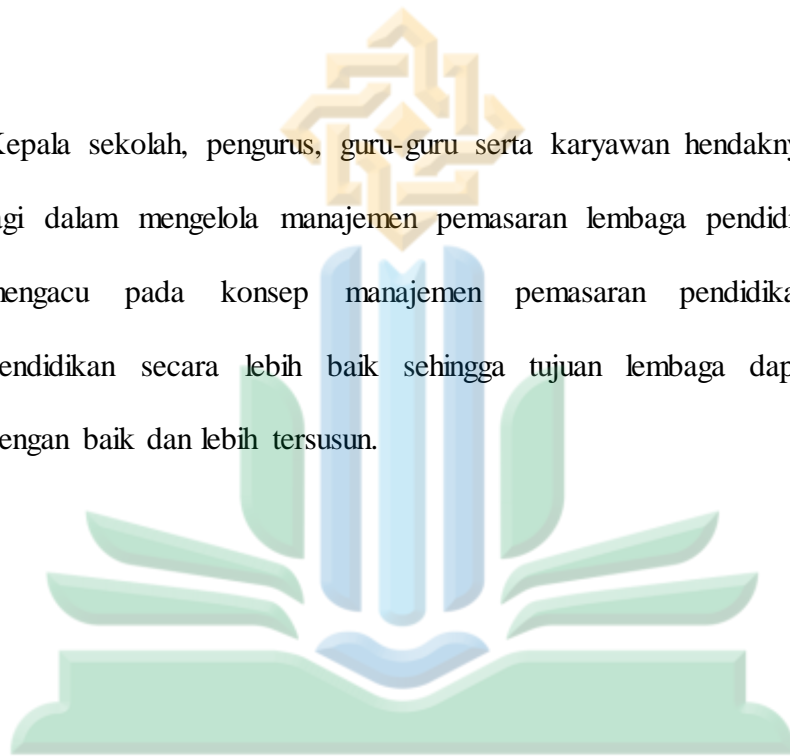 Kepala sekolah, pengurus, guru-guru serta karyawan hendakny
agi dalam mengelola manajemen pemasaran lembaga pendidi
mengacu pada konsep manajemen pemasaran pendidika
endidikan secara lebih baik sehingga tujuan lembaga dap
engan baik dan lebih tersusun.